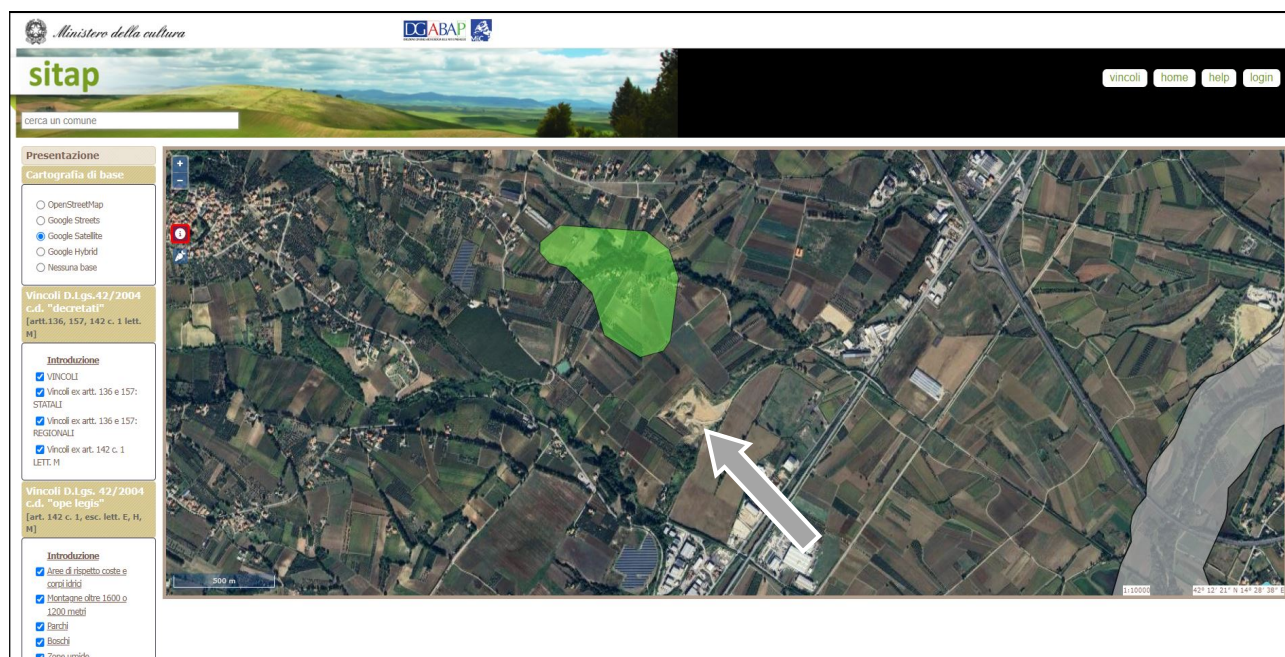 Ministero della cultura
DGABAP
sitap
vincoli
home
help
login
cerca un comune
Presentazione
Cartografia di base
OpenStreetMap
Google Streets
Google Satellite
Google Hybrid
Nessuna base
Vincoli D.Lgs.42/2004
c.d. "decretati"
[artt.136, 157, 142 c. 1 lett.
M]
Introduzione
VINCOLI
Vincoli ex artt. 136 e 157:
STATALI
Vincoli ex artt. 136 e 157:
REGIONALI
Vincoli ex art. 142 c. 1
LETT. M
Vincoli D.Lgs. 42/2004
c.d. "ope legis"
[art. 142 c. 1, esc. lett. E, H,
M]
Introduzione
Aree di rispetto coste e
corpi idrici
Montagne oltre 1600 o
1200 metri
Parchi
Boschi
Zone umide
+
−
i
500 m
1:10000
42° 12' 21" N 14° 28' 38" E